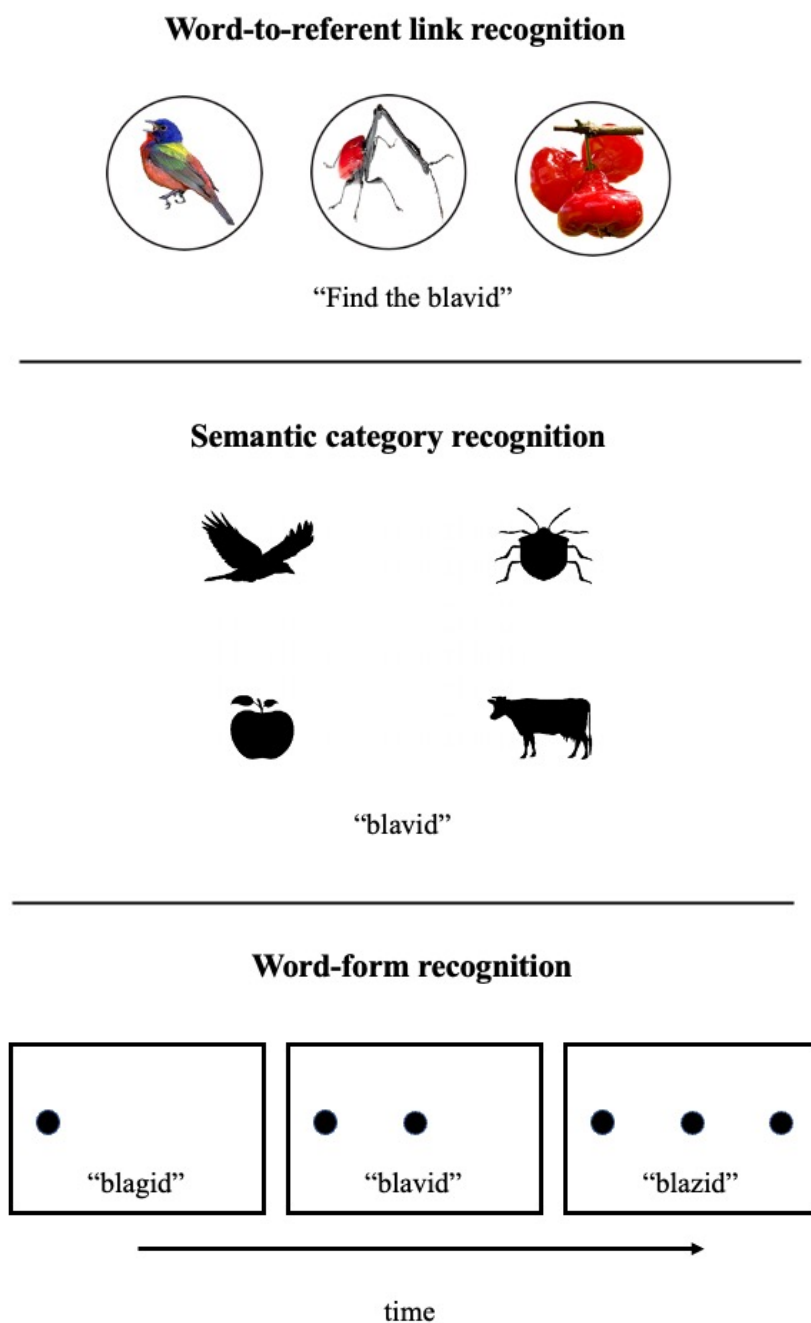 Word-to-referent link recognition
“Find the blavid”
Semantic category recognition
“blavid”
Word-form recognition
“blagid” “blavid” “blazid”
time